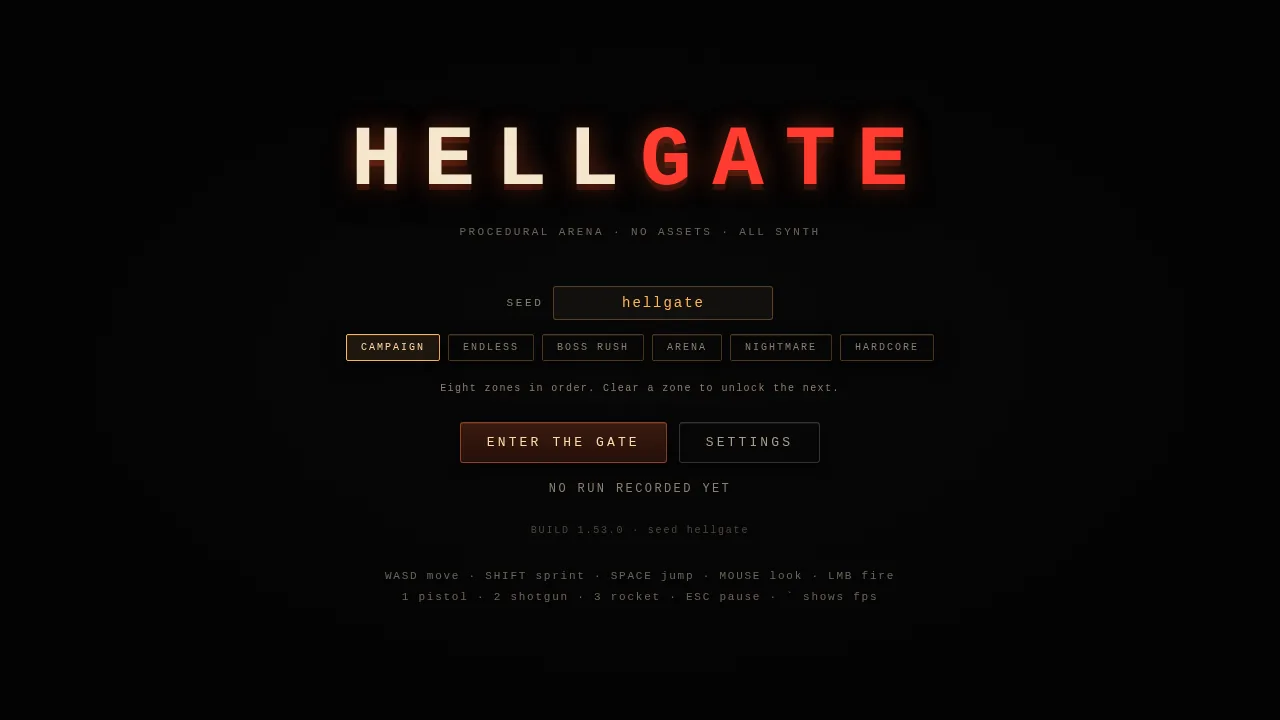 HELLGATE
PROCEDURAL ARENA · NO ASSETS · ALL SYNTH
SEED hellgate
CAMPAIGN ENDLESS BOSS RUSH ARENA NIGHTMARE HARDCORE
Eight zones in order. Clear a zone to unlock the next.
ENTER THE GATE SETTINGS
NO RUN RECORDED YET
BUILD 1.53.0 · seed hellgate
WASD move · SHIFT sprint · SPACE jump · MOUSE look · LMB fire
1 pistol · 2 shotgun · 3 rocket · ESC pause · ` shows fps